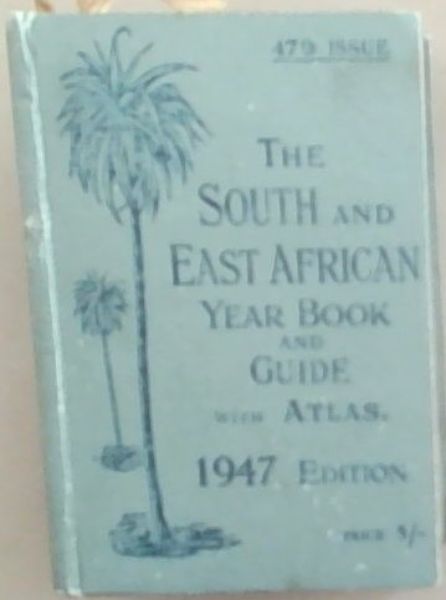 47TH ISSUE
THE
SOUTH AND
EAST AFRICAN
YEAR BOOK
AND
GUIDE
WITH ATLAS.
1947 EDITION
PRICE 5/-